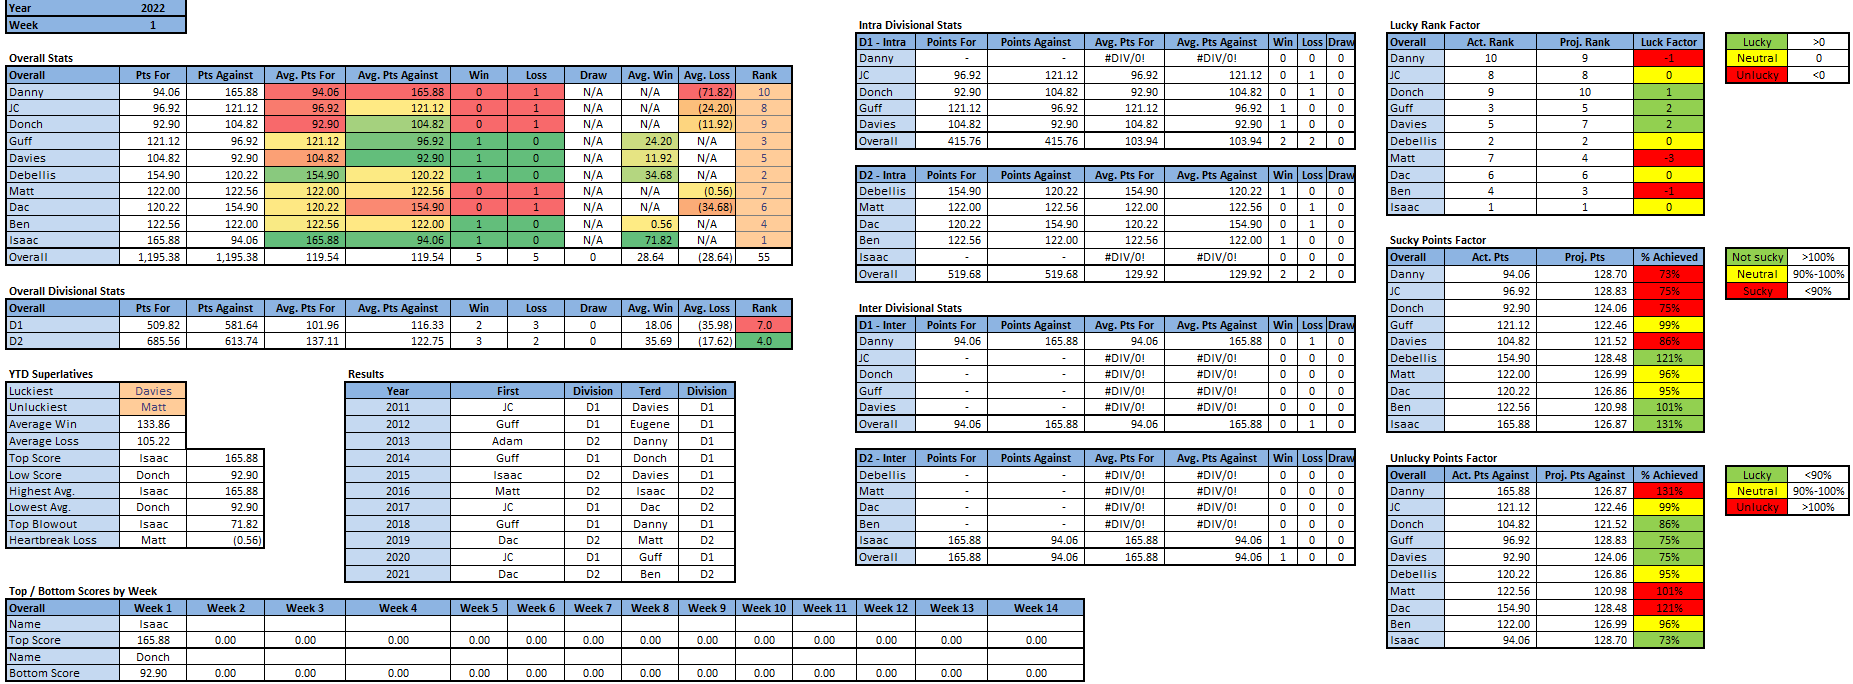 Year 2022
Week 1
Overall Stats
Overall Pts For Pts Against Avg. Pts For Avg. Pts Against Win Loss Draw Avg. Win Avg. Loss Rank
Danny 94.06 165.88 94.06 165.88 0 1 N/A N/A (71.82) 10
JC 96.92 121.12 96.92 121.12 0 1 N/A N/A (24.20) 8
Donch 92.90 104.82 92.90 104.82 0 1 N/A N/A (11.92) 9
Guff 121.12 96.92 121.12 96.92 1 0 N/A 24.20 N/A 3
Davies 104.82 92.90 104.82 92.90 1 0 N/A 11.92 N/A 5
Debellis 154.90 120.22 154.90 120.22 1 0 N/A 34.68 N/A 2
Matt 122.00 122.56 122.00 122.56 0 1 N/A N/A (0.56) 7
Dac 120.22 154.90 120.22 154.90 0 1 N/A N/A (34.68) 6
Ben 122.56 122.00 122.56 122.00 1 0 N/A 0.56 N/A 4
Isaac 165.88 94.06 165.88 94.06 1 0 N/A 71.82 N/A 1
Overall 1,195.38 1,195.38 119.54 119.54 5 5 0 28.64 (28.64) 55
Overall Divisional Stats
Overall Pts For Pts Against Avg. Pts For Avg. Pts Against Win Loss Draw Avg. Win Avg. Loss Rank
D1 509.82 581.64 101.96 116.33 2 3 0 18.06 (35.98) 7.0
D2 685.56 613.74 137.11 122.75 3 2 0 35.69 (17.62) 4.0
YTD Superlatives
Luckiest Davies
Unluckiest Matt
Average Win 133.86
Average Loss 105.22
Top Score Isaac 165.88
Low Score Donch 92.90
Highest Avg. Isaac 165.88
Lowest Avg. Donch 92.90
Top Blowout Isaac 71.82
Heartbreak Loss Matt (0.56)
Results
Year First Division Terd Division
2011 JC D1 Davies D1
2012 Guff D1 Eugene D1
2013 Adam D2 Danny D1
2014 Guff D1 Donch D1
2015 Isaac D2 Davies D1
2016 Matt D2 Isaac D2
2017 JC D1 Dac D2
2018 Guff D1 Danny D1
2019 Dac D2 Matt D2
2020 JC D1 Guff D1
2021 Dac D2 Ben D2
Top / Bottom Scores by Week
Overall Week 1 Week 2 Week 3 Week 4 Week 5 Week 6 Week 7 Week 8 Week 9 Week 10 Week 11 Week 12 Week 13 Week 14
Name Isaac
Top Score 165.88 0.00 0.00 0.00 0.00 0.00 0.00 0.00 0.00 0.00 0.00 0.00 0.00 0.00
Name Donch
Bottom Score 92.90 0.00 0.00 0.00 0.00 0.00 0.00 0.00 0.00 0.00 0.00 0.00 0.00 0.00
Intra Divisional Stats
D1 - Intra Points For Points Against Avg. Pts For Avg. Pts Against Win Loss Draw
Danny - - #DIV/0! #DIV/0! 0 0 0
JC 96.92 121.12 96.92 121.12 0 1 0
Donch 92.90 104.82 92.90 104.82 0 1 0
Guff 121.12 96.92 121.12 96.92 1 0 0
Davies 104.82 92.90 104.82 92.90 1 0 0
Overall 415.76 415.76 103.94 103.94 2 2 0
D2 - Intra Points For Points Against Avg. Pts For Avg. Pts Against Win Loss Draw
Debellis 154.90 120.22 154.90 120.22 1 0 0
Matt 122.00 122.56 122.00 122.56 0 1 0
Dac 120.22 154.90 120.22 154.90 0 1 0
Ben 122.56 122.00 122.56 122.00 1 0 0
Isaac - - #DIV/0! #DIV/0! 0 0 0
Overall 519.68 519.68 129.92 129.92 2 2 0
Inter Divisional Stats
D1 - Inter Points For Points Against Avg. Pts For Avg. Pts Against Win Loss Draw
Danny 94.06 165.88 94.06 165.88 0 1 0
JC - - #DIV/0! #DIV/0! 0 0 0
Donch - - #DIV/0! #DIV/0! 0 0 0
Guff - - #DIV/0! #DIV/0! 0 0 0
Davies - - #DIV/0! #DIV/0! 0 0 0
Overall 94.06 165.88 94.06 165.88 0 1 0
D2 - Inter Points For Points Against Avg. Pts For Avg. Pts Against Win Loss Draw
Debellis - - #DIV/0! #DIV/0! 0 0 0
Matt - - #DIV/0! #DIV/0! 0 0 0
Dac - - #DIV/0! #DIV/0! 0 0 0
Ben - - #DIV/0! #DIV/0! 0 0 0
Isaac 165.88 94.06 165.88 94.06 1 0 0
Overall 165.88 94.06 165.88 94.06 1 0 0
Lucky Rank Factor
Overall Act. Rank Proj. Rank Luck Factor
Danny 10 9 -1
JC 8 8 0
Donch 9 10 1
Guff 3 5 2
Davies 5 7 2
Debellis 2 2 0
Matt 7 4 -3
Dac 6 6 0
Ben 4 3 -1
Isaac 1 1 0
Lucky >0
Neutral 0
Unlucky <0
Sucky Points Factor
Overall Act. Pts Proj. Pts % Achieved
Danny 94.06 128.70 73%
JC 96.92 128.83 75%
Donch 92.90 124.06 75%
Guff 121.12 122.46 99%
Davies 104.82 121.52 86%
Debellis 154.90 128.48 121%
Matt 122.00 126.99 96%
Dac 120.22 126.86 95%
Ben 122.56 120.98 101%
Isaac 165.88 126.87 131%
Not sucky >100%
Neutral 90%-100%
Sucky <90%
Unlucky Points Factor
Overall Act. Pts Against Proj. Pts Against % Achieved
Danny 165.88 126.87 131%
JC 121.12 122.46 99%
Donch 104.82 121.52 86%
Guff 96.92 128.83 75%
Davies 92.90 124.06 75%
Debellis 120.22 126.86 95%
Matt 122.56 120.98 101%
Dac 154.90 128.48 121%
Ben 122.00 126.99 96%
Isaac 94.06 128.70 73%
Lucky <90%
Neutral 90%-100%
Unlucky >100%